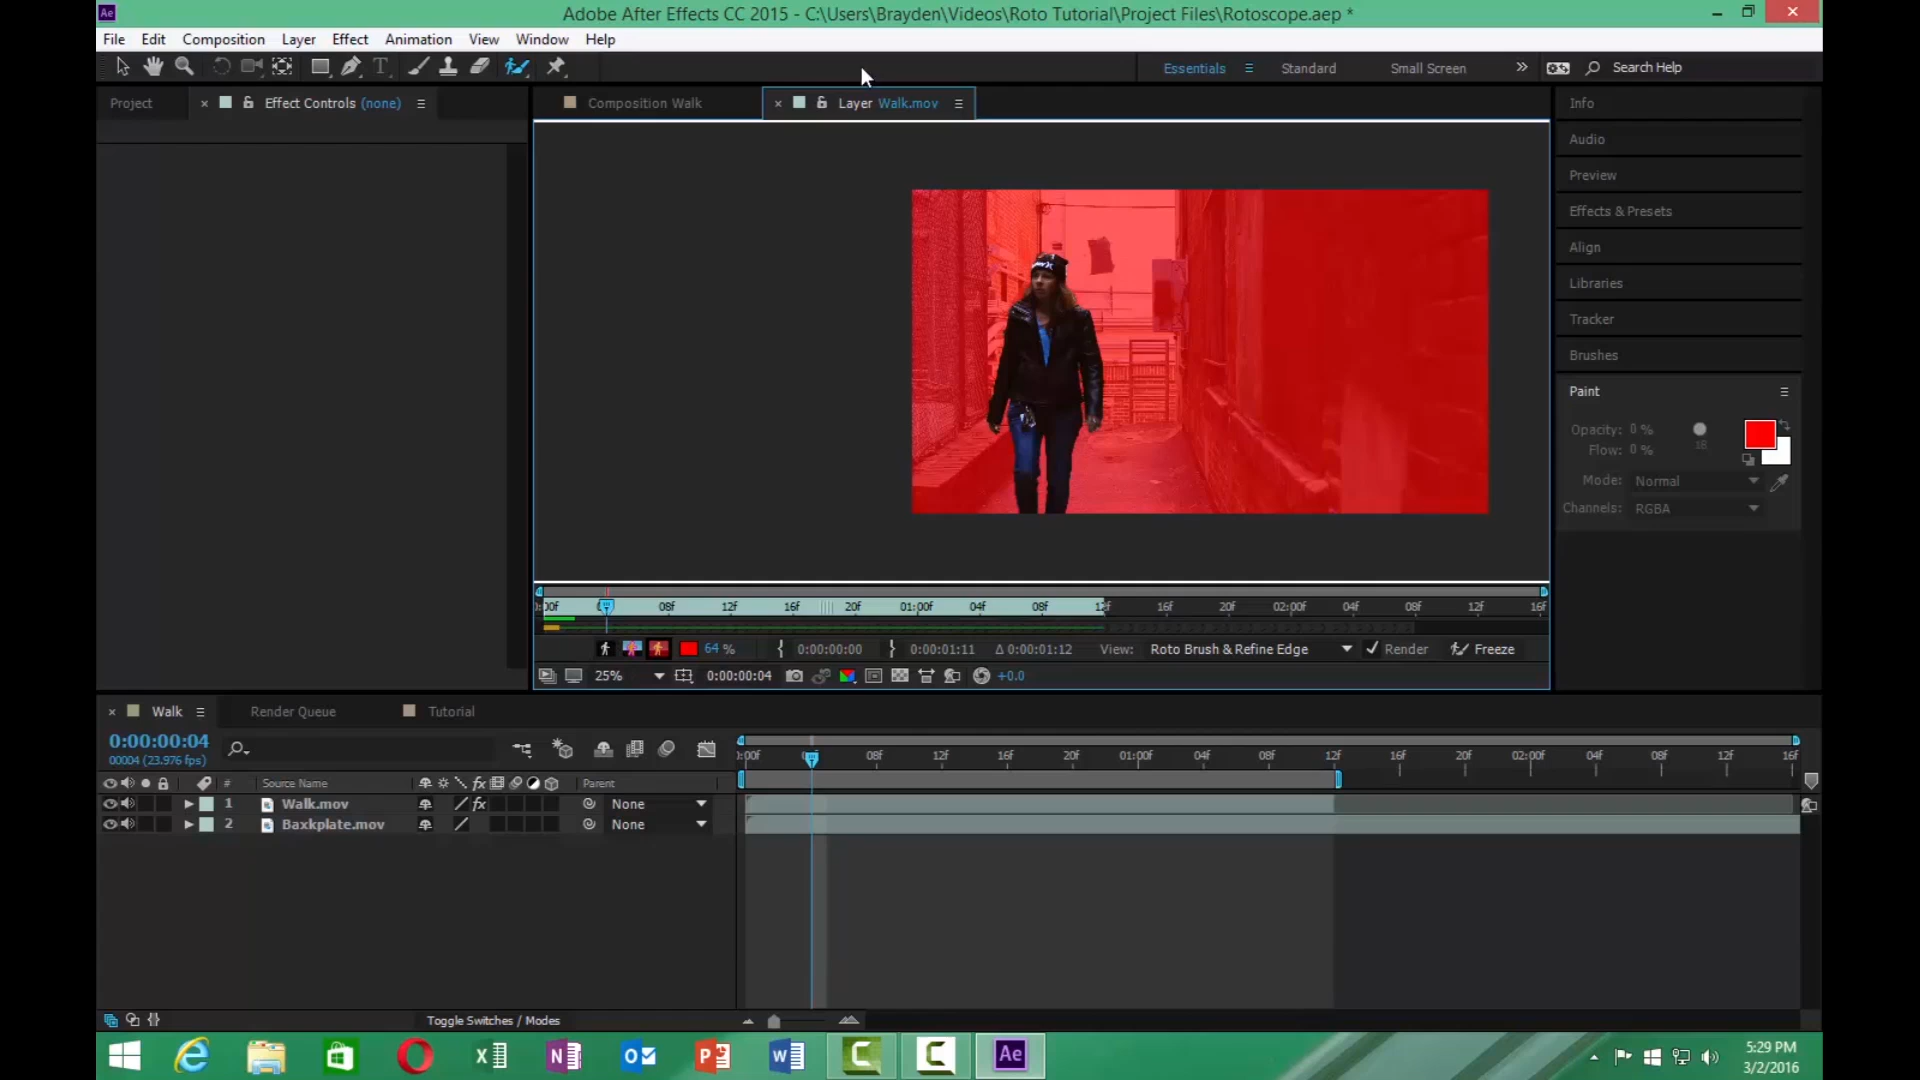 Ae
Adobe After Effects CC 2015 - C:\Users\Brayden\Videos\Roto Tutorial\Project Files\Rotoscope.aep *
File Edit Composition Layer Effect Animation View Window Help
T Essentials Standard Small Screen Search Help
Project Effect Controls (none) Composition Walk Layer Walk.mov Info
Audio
Preview
Effects & Presets
Align
Libraries
Tracker
Brushes
Paint
Opacity: 0 %
Flow: 0 %
Mode: Normal
Channels: RGBA
08f 12f 16f 20f 01:00f 04f 08f 12f 16f 20f 02:00f 04f 08f 12f 16f
64 % { 0:00:00:00 } 0:00:01:11 Δ 0:00:01:12 View: Roto Brush & Refine Edge Render Freeze
25% 0:00:00:04 +0.0
Walk Render Queue Tutorial
0:00:00:04
00004 (23.976 fps)
08f 12f 16f 20f 01:00f 04f 08f 12f 16f 20f 02:00f 04f 08f 12f 16f
# Source Name fx Parent
1 Walk.mov fx None
2 Baxkplate.mov None
Toggle Switches / Modes
5:29 PM
3/2/2016